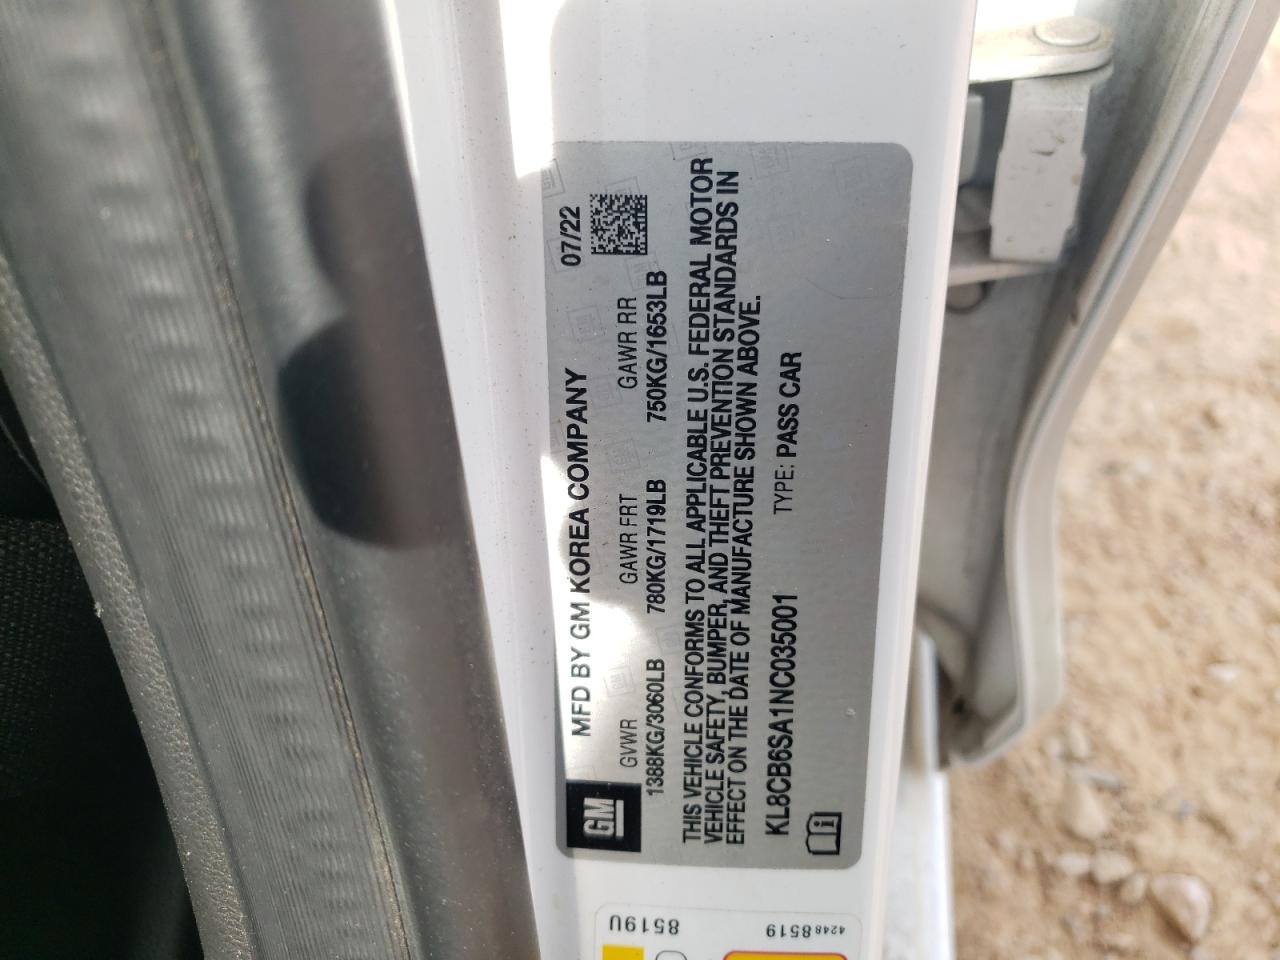 GM
MFD BY GM KOREA COMPANY
07/22
GVWR GAWR FRT GAWR RR
1388KG/3060LB 780KG/1719LB 750KG/1653LB
THIS VEHICLE CONFORMS TO ALL APPLICABLE U.S. FEDERAL MOTOR
VEHICLE SAFETY, BUMPER, AND THEFT PREVENTION STANDARDS IN
EFFECT ON THE DATE OF MANUFACTURE SHOWN ABOVE.
KL8CB6SA1NC035001 TYPE: PASS CAR
8519U
42488519